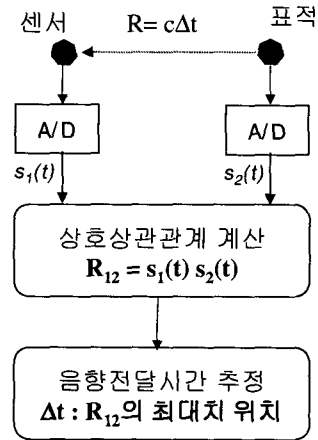 센서 R= cΔt 표적
A/D A/D
s₁(t) s₂(t)
상호상관관계 계산
R₁₂ = s₁(t) s₂(t)
음향전달시간 추정
Δt : R₁₂의 최대치 위치